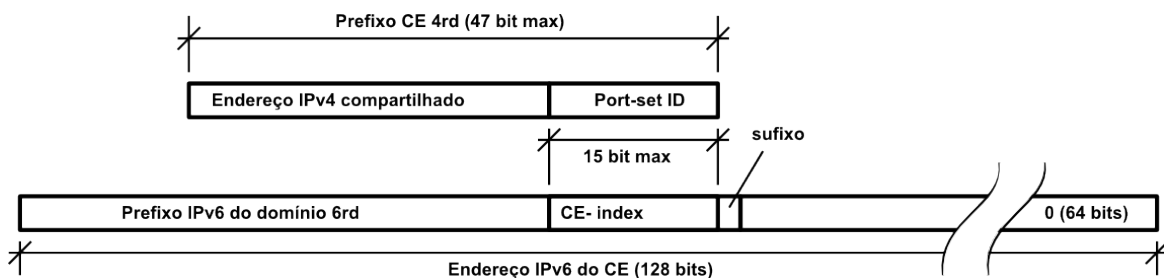 Prefixo CE 4rd (47 bit max)
Endereço IPv4 compartilhado Port-set ID
sufixo
15 bit max
Prefixo IPv6 do domínio 6rd CE- index 0 (64 bits)
Endereço IPv6 do CE (128 bits)